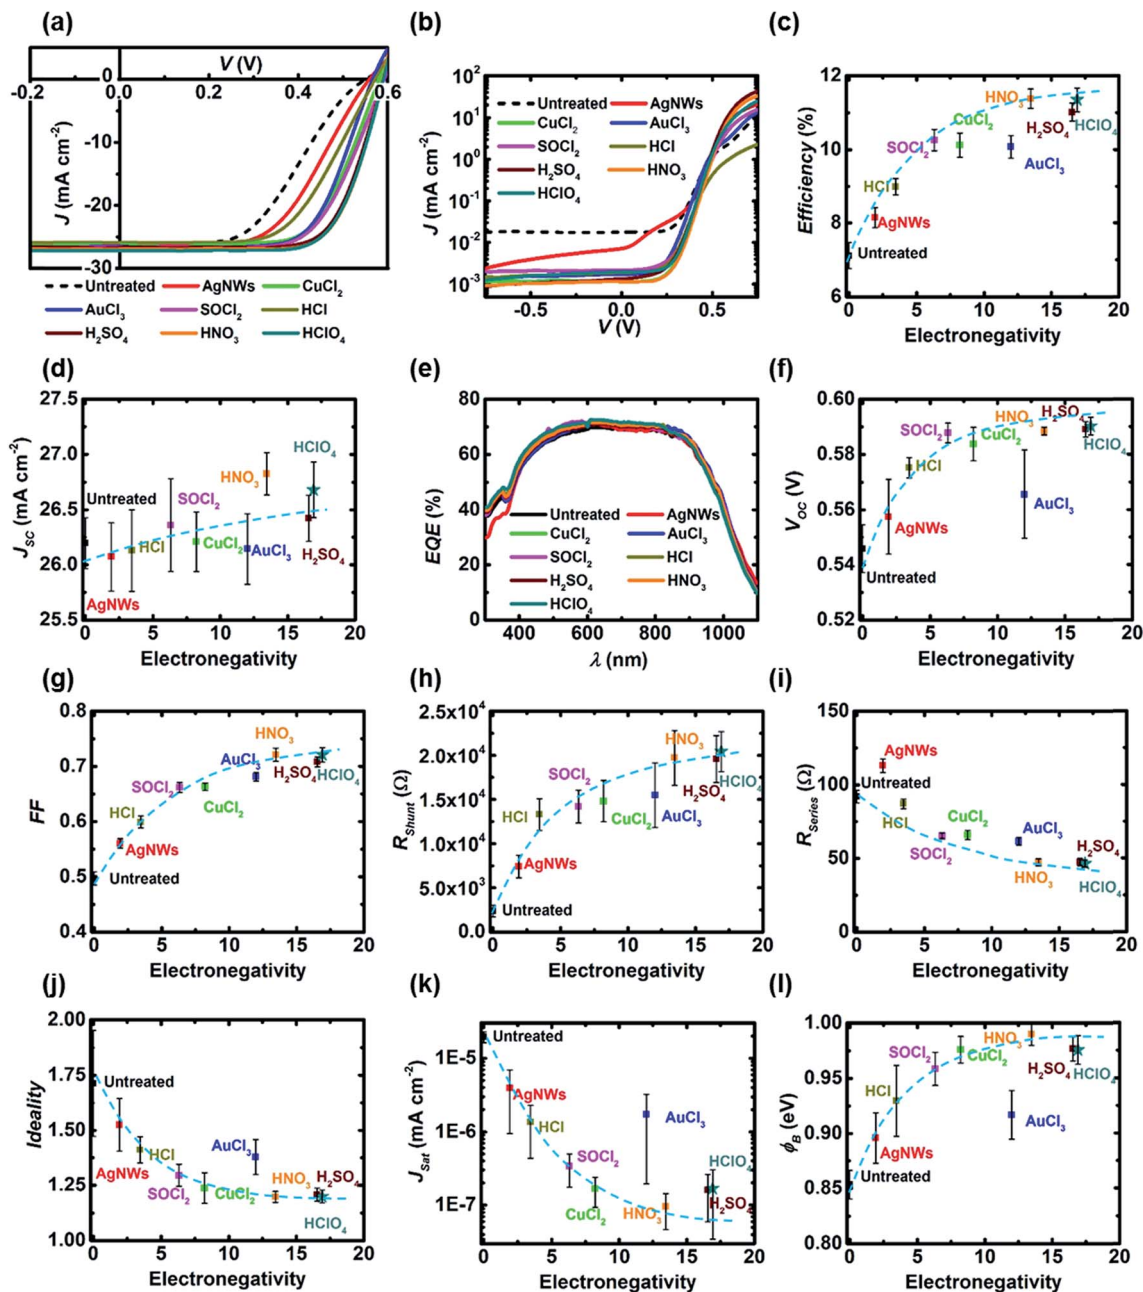 (a)
V (V)
-0.2 0.0 0.2 0.4 0.6
0
-10
-20
-30
J (mA cm⁻²)
Untreated AgNWs CuCl₂
AuCl₃ SOCl₂ HCl
H₂SO₄ HNO₃ HClO₄
(b)
10²
10¹
10⁰
10⁻¹
10⁻²
10⁻³
J (mA cm⁻²)
Untreated AgNWs
CuCl₂ AuCl₃
SOCl₂ HCl
H₂SO₄ HNO₃
HClO₄
-0.5 0.0 0.5
V (V)
(c)
12
10
8
6
Efficiency (%)
HNO₃
CuCl₂
H₂SO₄
HClO₄
SOCl₂
AuCl₃
HCl
AgNWs
Untreated
0 5 10 15 20
Electronegativity
(d)
27.5
27.0
26.5
26.0
25.5
J_SC (mA cm⁻²)
HClO₄
HNO₃
Untreated
SOCl₂
HCl
CuCl₂
AuCl₃
H₂SO₄
AgNWs
0 5 10 15 20
Electronegativity
(e)
80
60
40
20
0
EQE (%)
Untreated AgNWs
CuCl₂ AuCl₃
SOCl₂ HCl
H₂SO₄ HNO₃
HClO₄
400 600 800 1000
λ (nm)
(f)
0.60
0.58
0.56
0.54
0.52
V_OC (V)
HNO₃
H₂SO₄
SOCl₂
CuCl₂
HClO₄
HCl
AuCl₃
AgNWs
Untreated
0 5 10 15 20
Electronegativity
(g)
0.8
0.7
0.6
0.5
0.4
FF
HNO₃
AuCl₃
H₂SO₄
HClO₄
SOCl₂
CuCl₂
HCl
AgNWs
Untreated
0 5 10 15 20
Electronegativity
(h)
2.5x10⁴
2.0x10⁴
1.5x10⁴
1.0x10⁴
5.0x10³
0.0
R_Shunt (Ω)
HNO₃
SOCl₂
HClO₄
H₂SO₄
HCl
CuCl₂
AuCl₃
AgNWs
Untreated
0 5 10 15 20
Electronegativity
(i)
150
100
50
0
R_Series (Ω)
AgNWs
Untreated
HCl
CuCl₂
AuCl₃
H₂SO₄
SOCl₂
HNO₃
HClO₄
0 5 10 15 20
Electronegativity
(j)
2.00
1.75
1.50
1.25
1.00
Ideality
Untreated
AgNWs
HCl
AuCl₃
SOCl₂
CuCl₂
HNO₃
H₂SO₄
HClO₄
0 5 10 15 20
Electronegativity
(k)
1E-5
1E-6
1E-7
J_Sat (mA cm⁻²)
Untreated
AgNWs
HCl
AuCl₃
SOCl₂
HClO₄
CuCl₂
HNO₃
H₂SO₄
0 5 10 15 20
Electronegativity
(l)
1.00
0.95
0.90
0.85
0.80
ϕ_B (eV)
HNO₃
SOCl₂
CuCl₂
H₂SO₄
HClO₄
HCl
AuCl₃
AgNWs
Untreated
0 5 10 15 20
Electronegativity